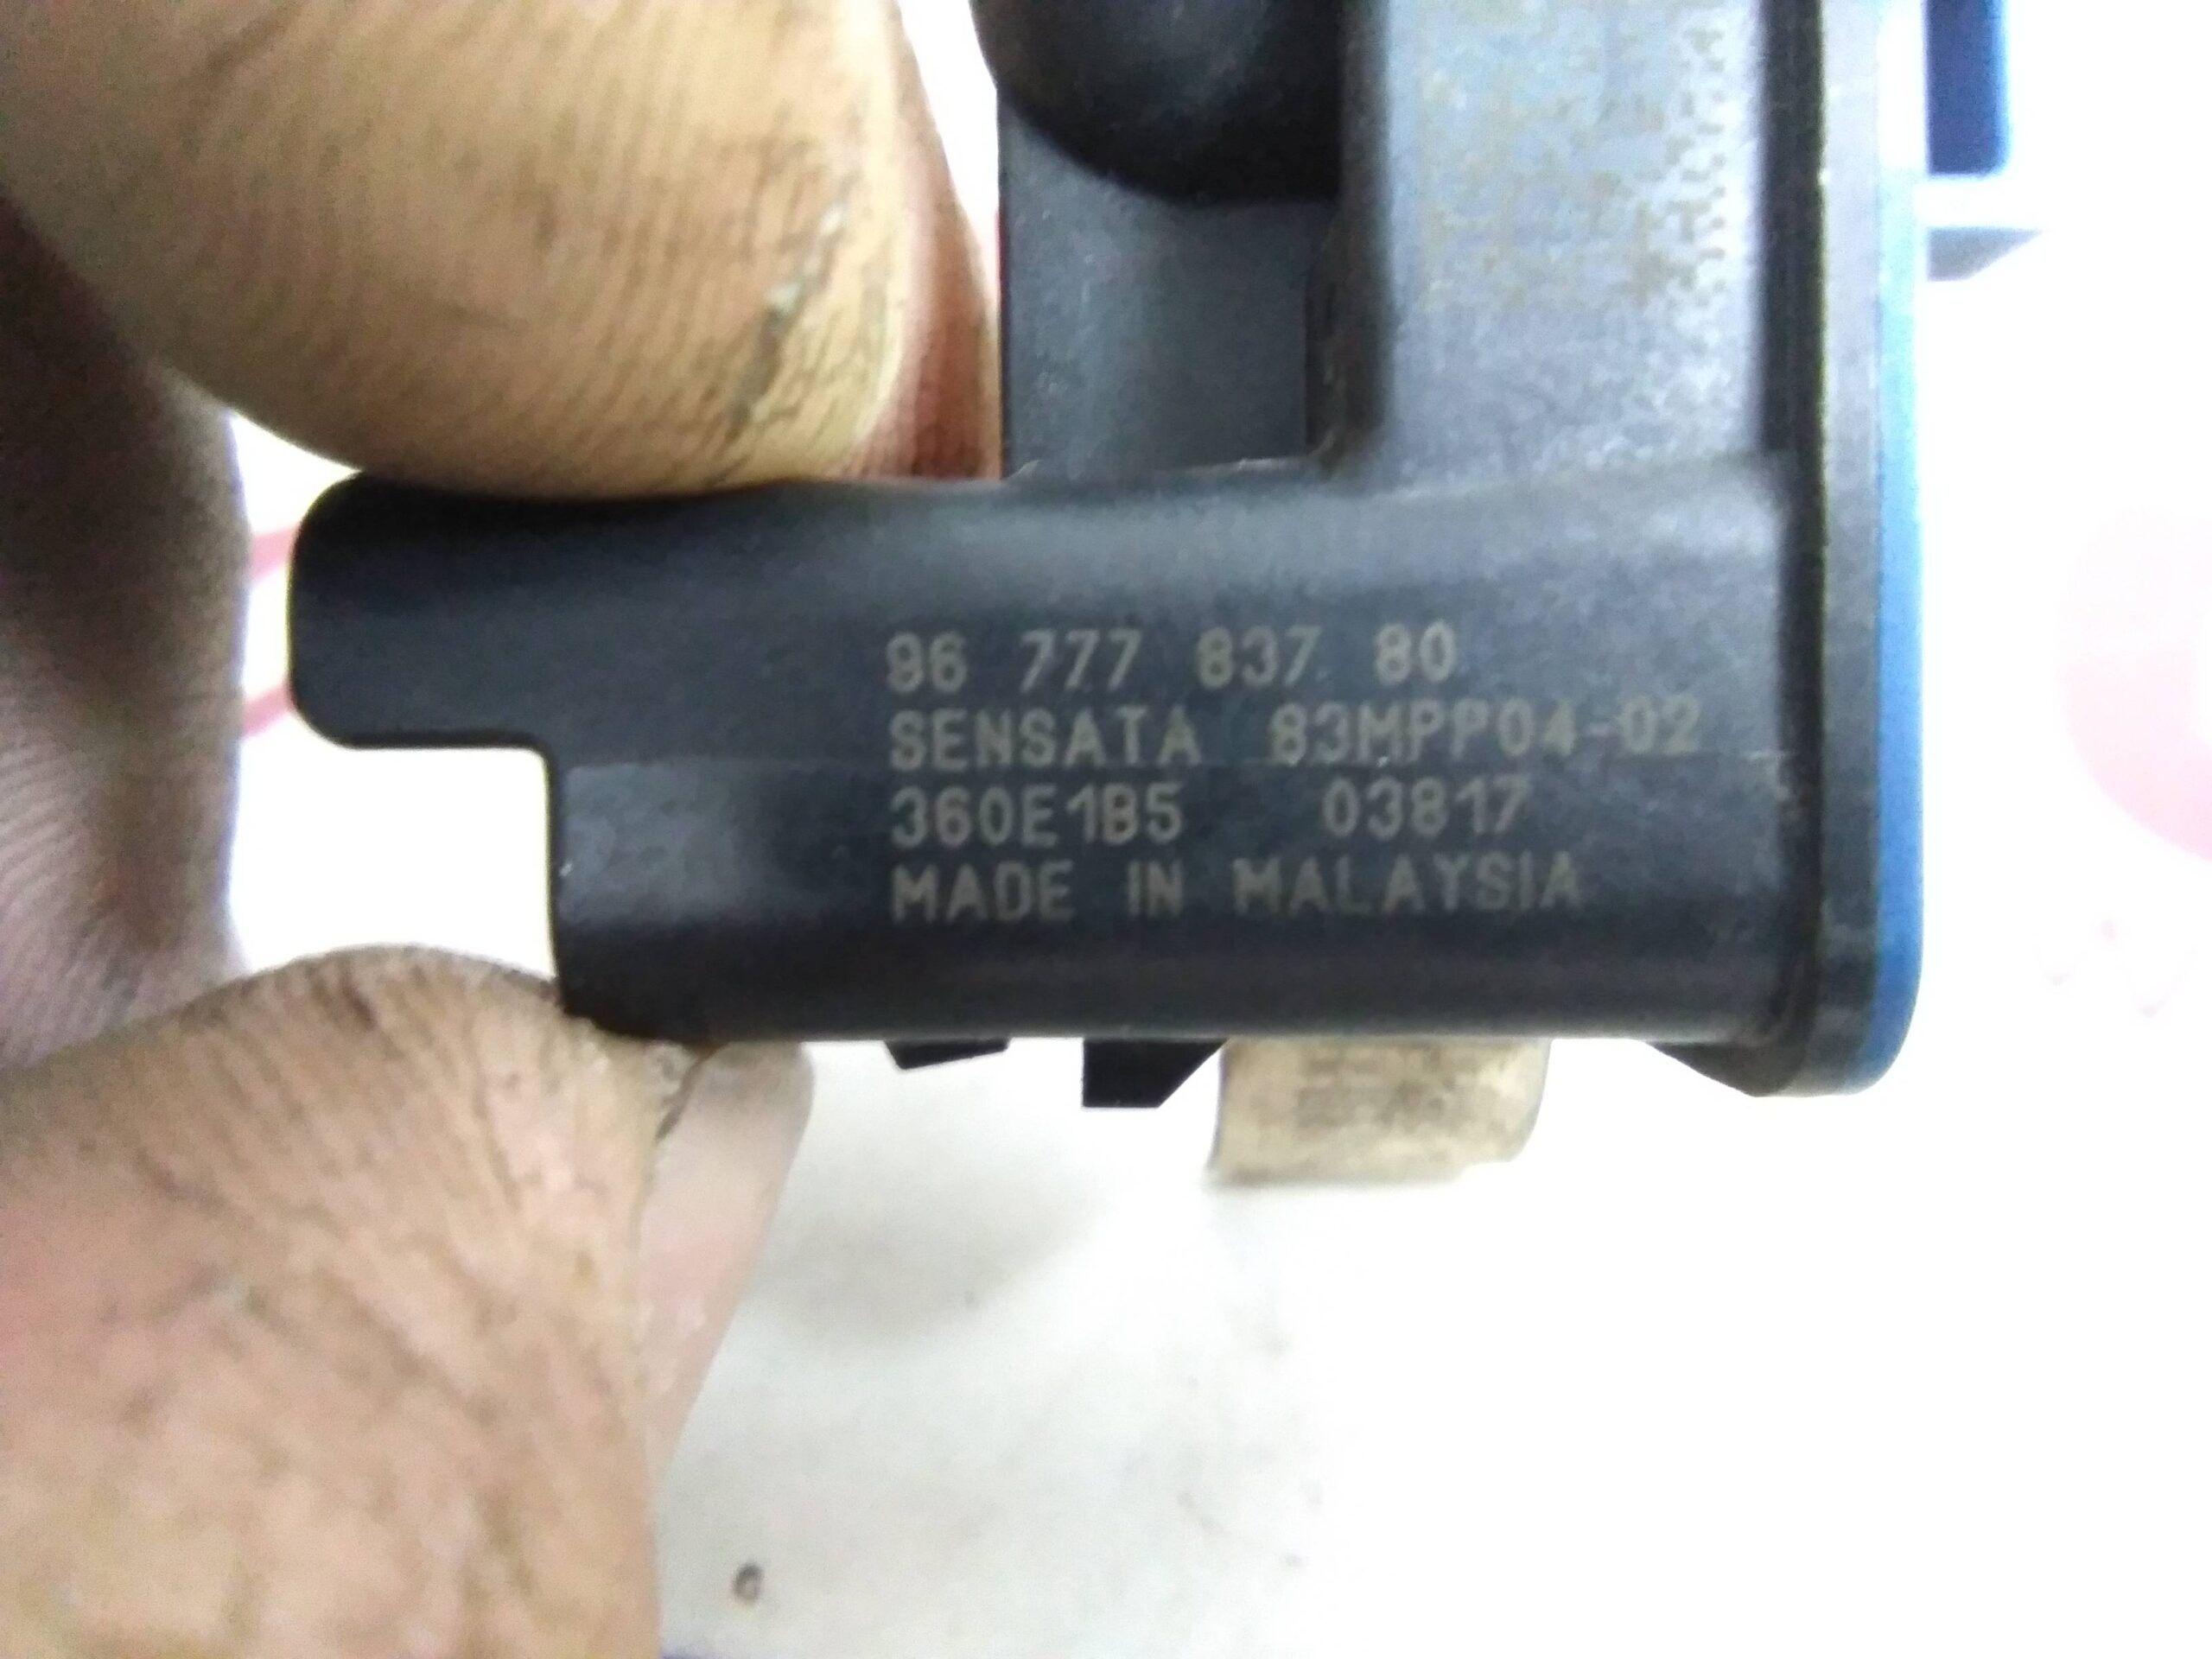 96 777 837 80
SENSATA 83MPP04-02
360E1B5 03817
MADE IN MALAYSIA